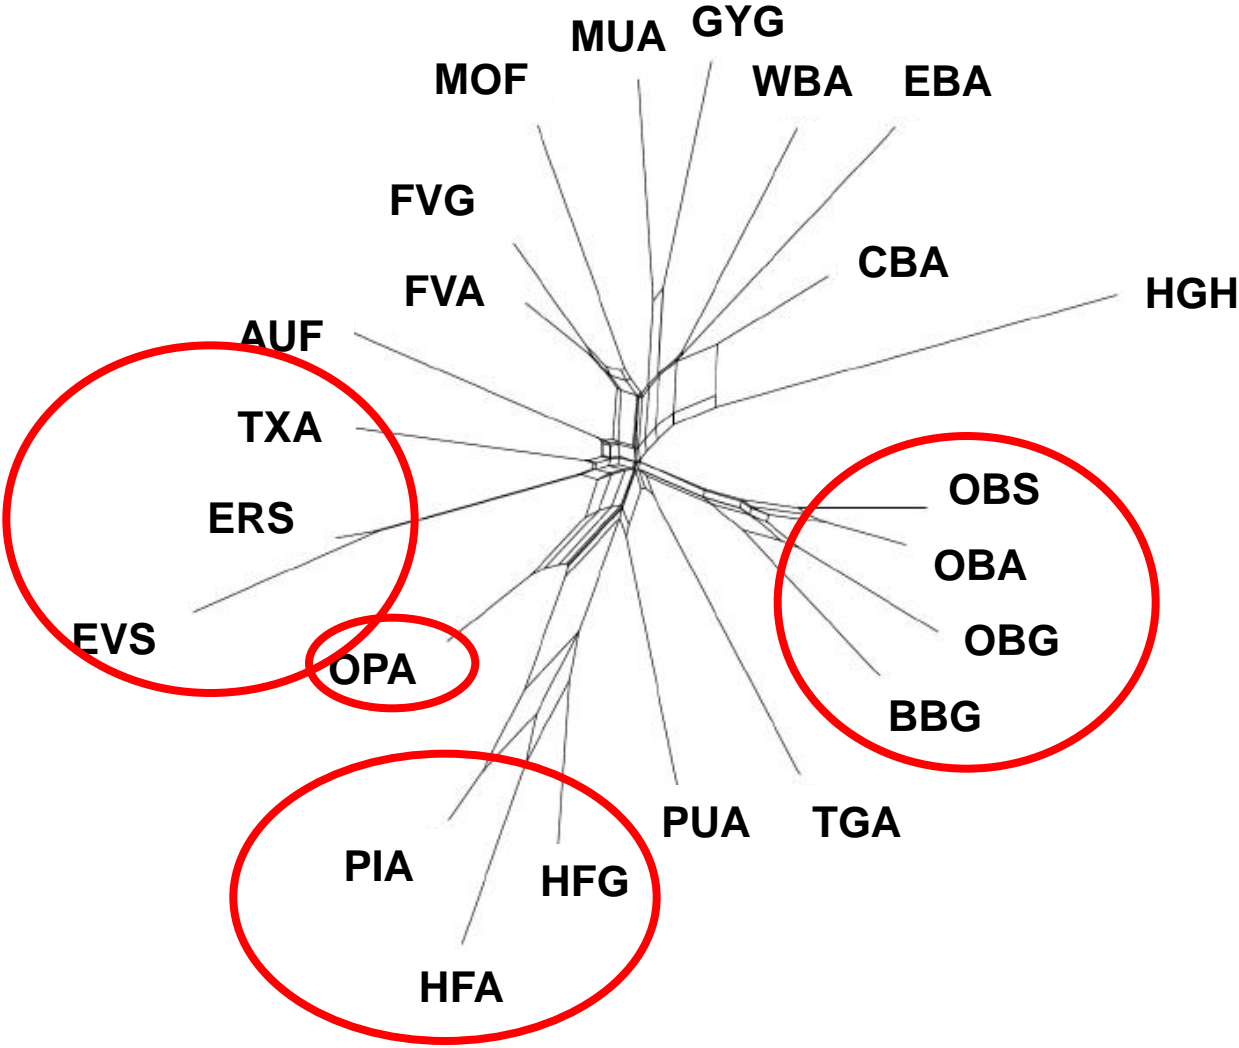 GYG
MUA
MOF
WBA
EBA
FVG
CBA
FVA
HGH
AUF
TXA
OBS
ERS
OBA
EVS
OBG
OPA
BBG
PUA
TGA
PIA
HFG
HFA